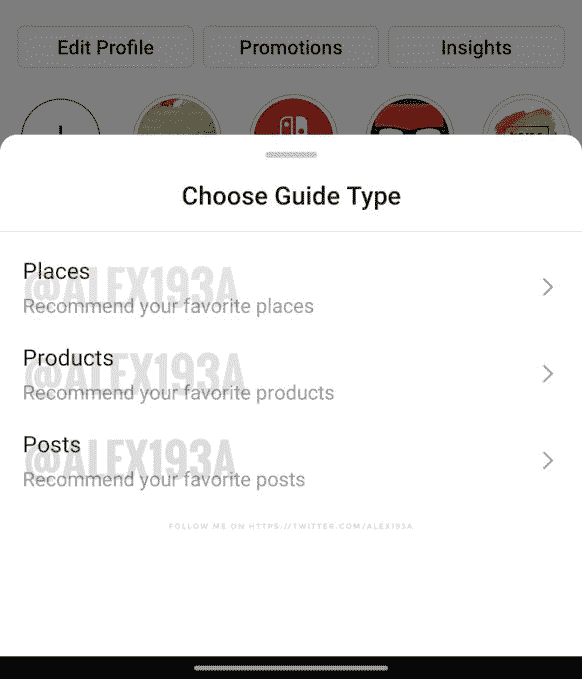 Edit Profile
Promotions
Insights
Choose Guide Type
Places
@ALEX193A
Recommend your favorite places
Products
@ALEX193A
Recommend your favorite products
Posts
@ALEX193A
Recommend your favorite posts
FOLLOW ME ON HTTPS://TWITTER.COM/ALEX193A